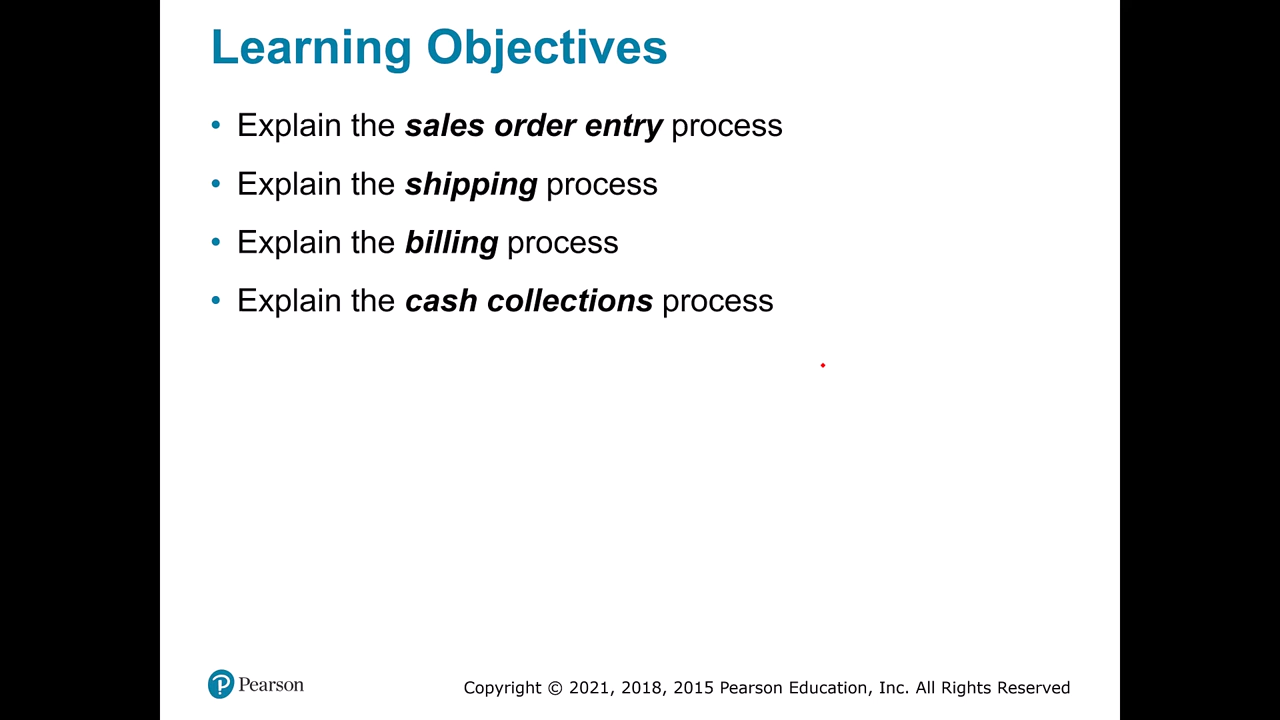 Learning Objectives
• Explain the sales order entry process
• Explain the shipping process
• Explain the billing process
• Explain the cash collections process
Pearson
Copyright © 2021, 2018, 2015 Pearson Education, Inc. All Rights Reserved